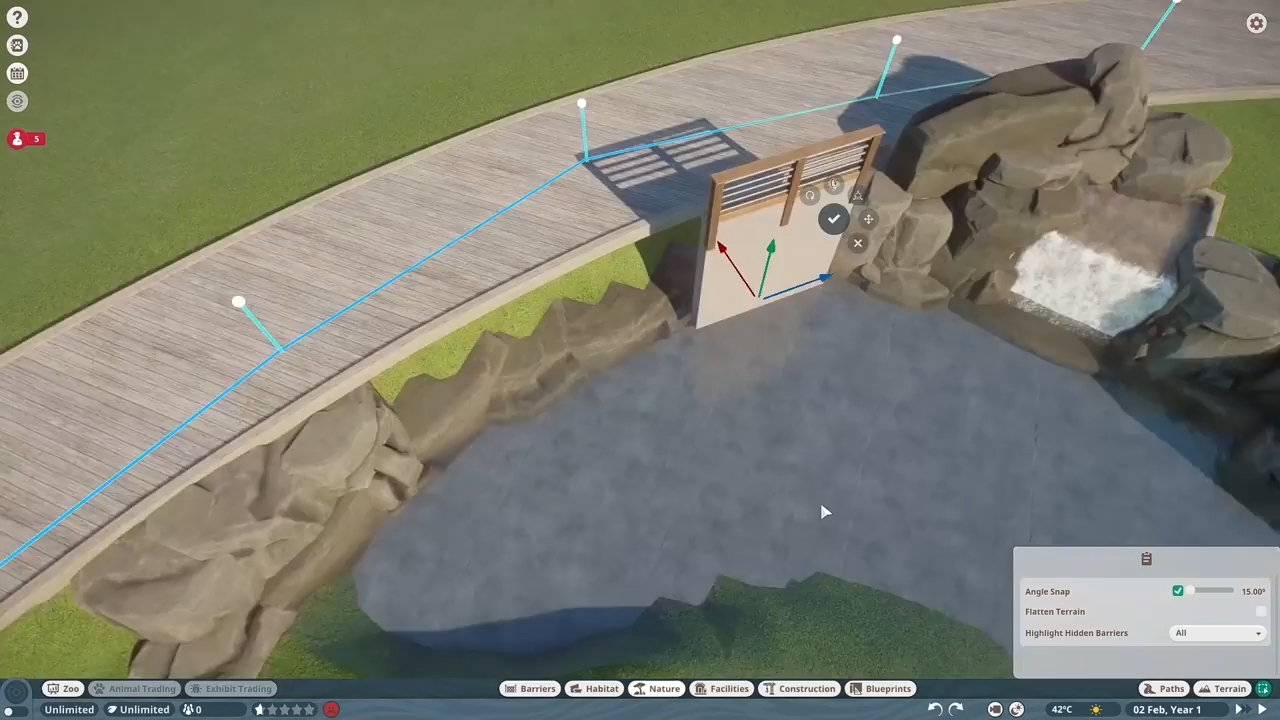 ?
5
Angle Snap 15.00°
Flatten Terrain
Highlight Hidden Barriers All
Zoo Animal Trading Exhibit Trading Barriers Habitat Nature Facilities Construction Blueprints Paths Terrain
Unlimited Unlimited 0 42°C 02 Feb, Year 1